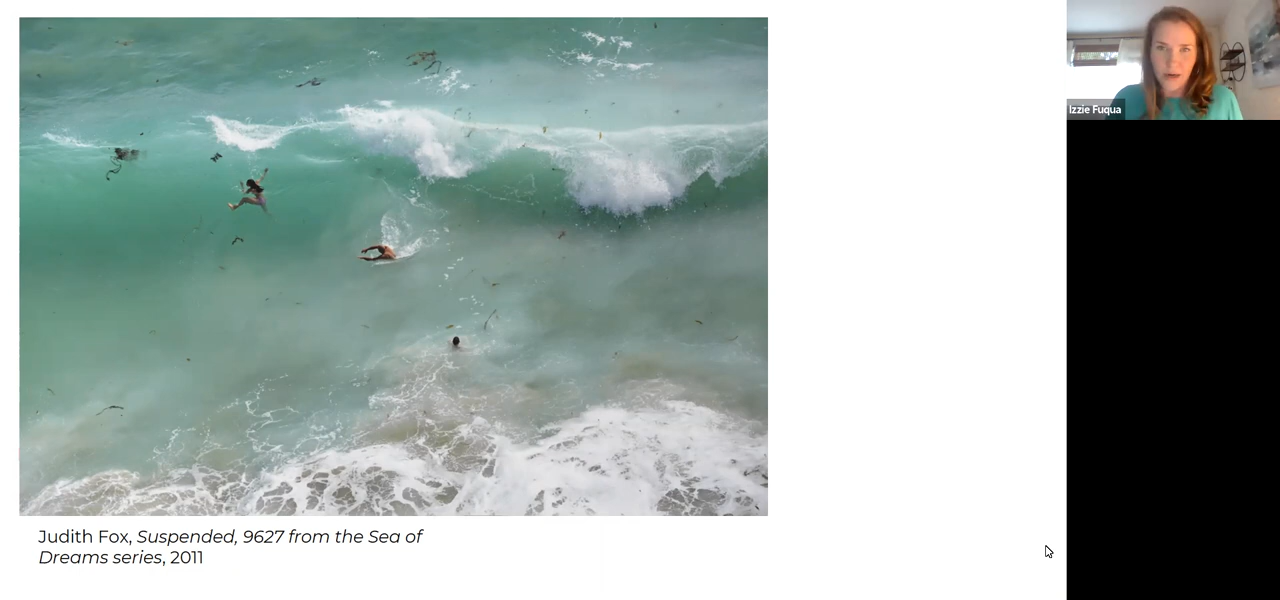 Izzie Fuqua
Judith Fox, Suspended, 9627 from the Sea of
Dreams series, 2011